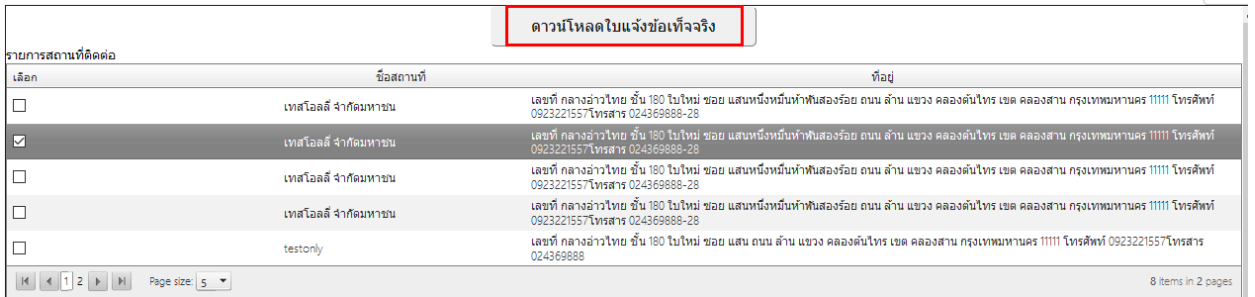 ดาวน์โหลดใบแจ้งข้อเท็จจริง
รายการสถานที่ติดต่อ
เลือก ชื่อสถานที่ ที่อยู่
เทสโอลลี่ จำกัดมหาชน
เลขที่ กลางอ่าวไทย ชั้น 180 ใบใหม่ ซอย แสนหนึ่งหมื่นห้าพันสองร้อย ถนน ล้าน แขวง คลองต้นไทร เขต คลองสาน กรุงเทพมหานคร 11111 โทรศัพท์
0923221557โทรสาร 024369888-28
เทสโอลลี่ จำกัดมหาชน
เลขที่ กลางอ่าวไทย ชั้น 180 ใบใหม่ ซอย แสนหนึ่งหมื่นห้าพันสองร้อย ถนน ล้าน แขวง คลองต้นไทร เขต คลองสาน กรุงเทพมหานคร 11111 โทรศัพท์
0923221557โทรสาร 024369888-28
เทสโอลลี่ จำกัดมหาชน
เลขที่ กลางอ่าวไทย ชั้น 180 ใบใหม่ ซอย แสนหนึ่งหมื่นห้าพันสองร้อย ถนน ล้าน แขวง คลองต้นไทร เขต คลองสาน กรุงเทพมหานคร 11111 โทรศัพท์
0923221557โทรสาร 024369888-28
เทสโอลลี่ จำกัดมหาชน
เลขที่ กลางอ่าวไทย ชั้น 180 ใบใหม่ ซอย แสนหนึ่งหมื่นห้าพันสองร้อย ถนน ล้าน แขวง คลองต้นไทร เขต คลองสาน กรุงเทพมหานคร 11111 โทรศัพท์
0923221557โทรสาร 024369888-28
testonly
เลขที่ กลางอ่าวไทย ชั้น 180 ใบใหม่ ซอย แสน ถนน ล้าน แขวง คลองต้นไทร เขต คลองสาน กรุงเทพมหานคร 11111 โทรศัพท์ 0923221557โทรสาร
024369888
1 2 Page size: 5 8 items in 2 pages